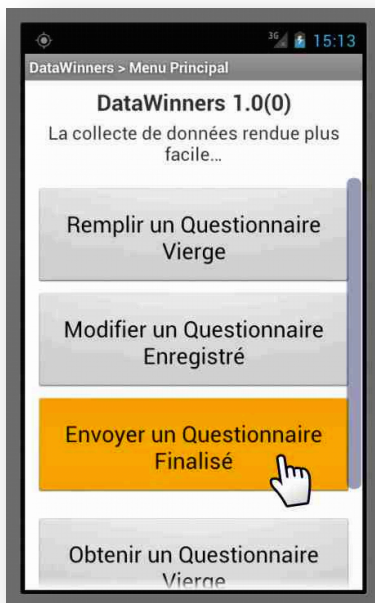 3G 15:13
DataWinners > Menu Principal
DataWinners 1.0(0)
La collecte de données rendue plus
facile...
Remplir un Questionnaire
Vierge
Modifier un Questionnaire
Enregistré
Envoyer un Questionnaire
Finalisé
Obtenir un Questionnaire
Vierge